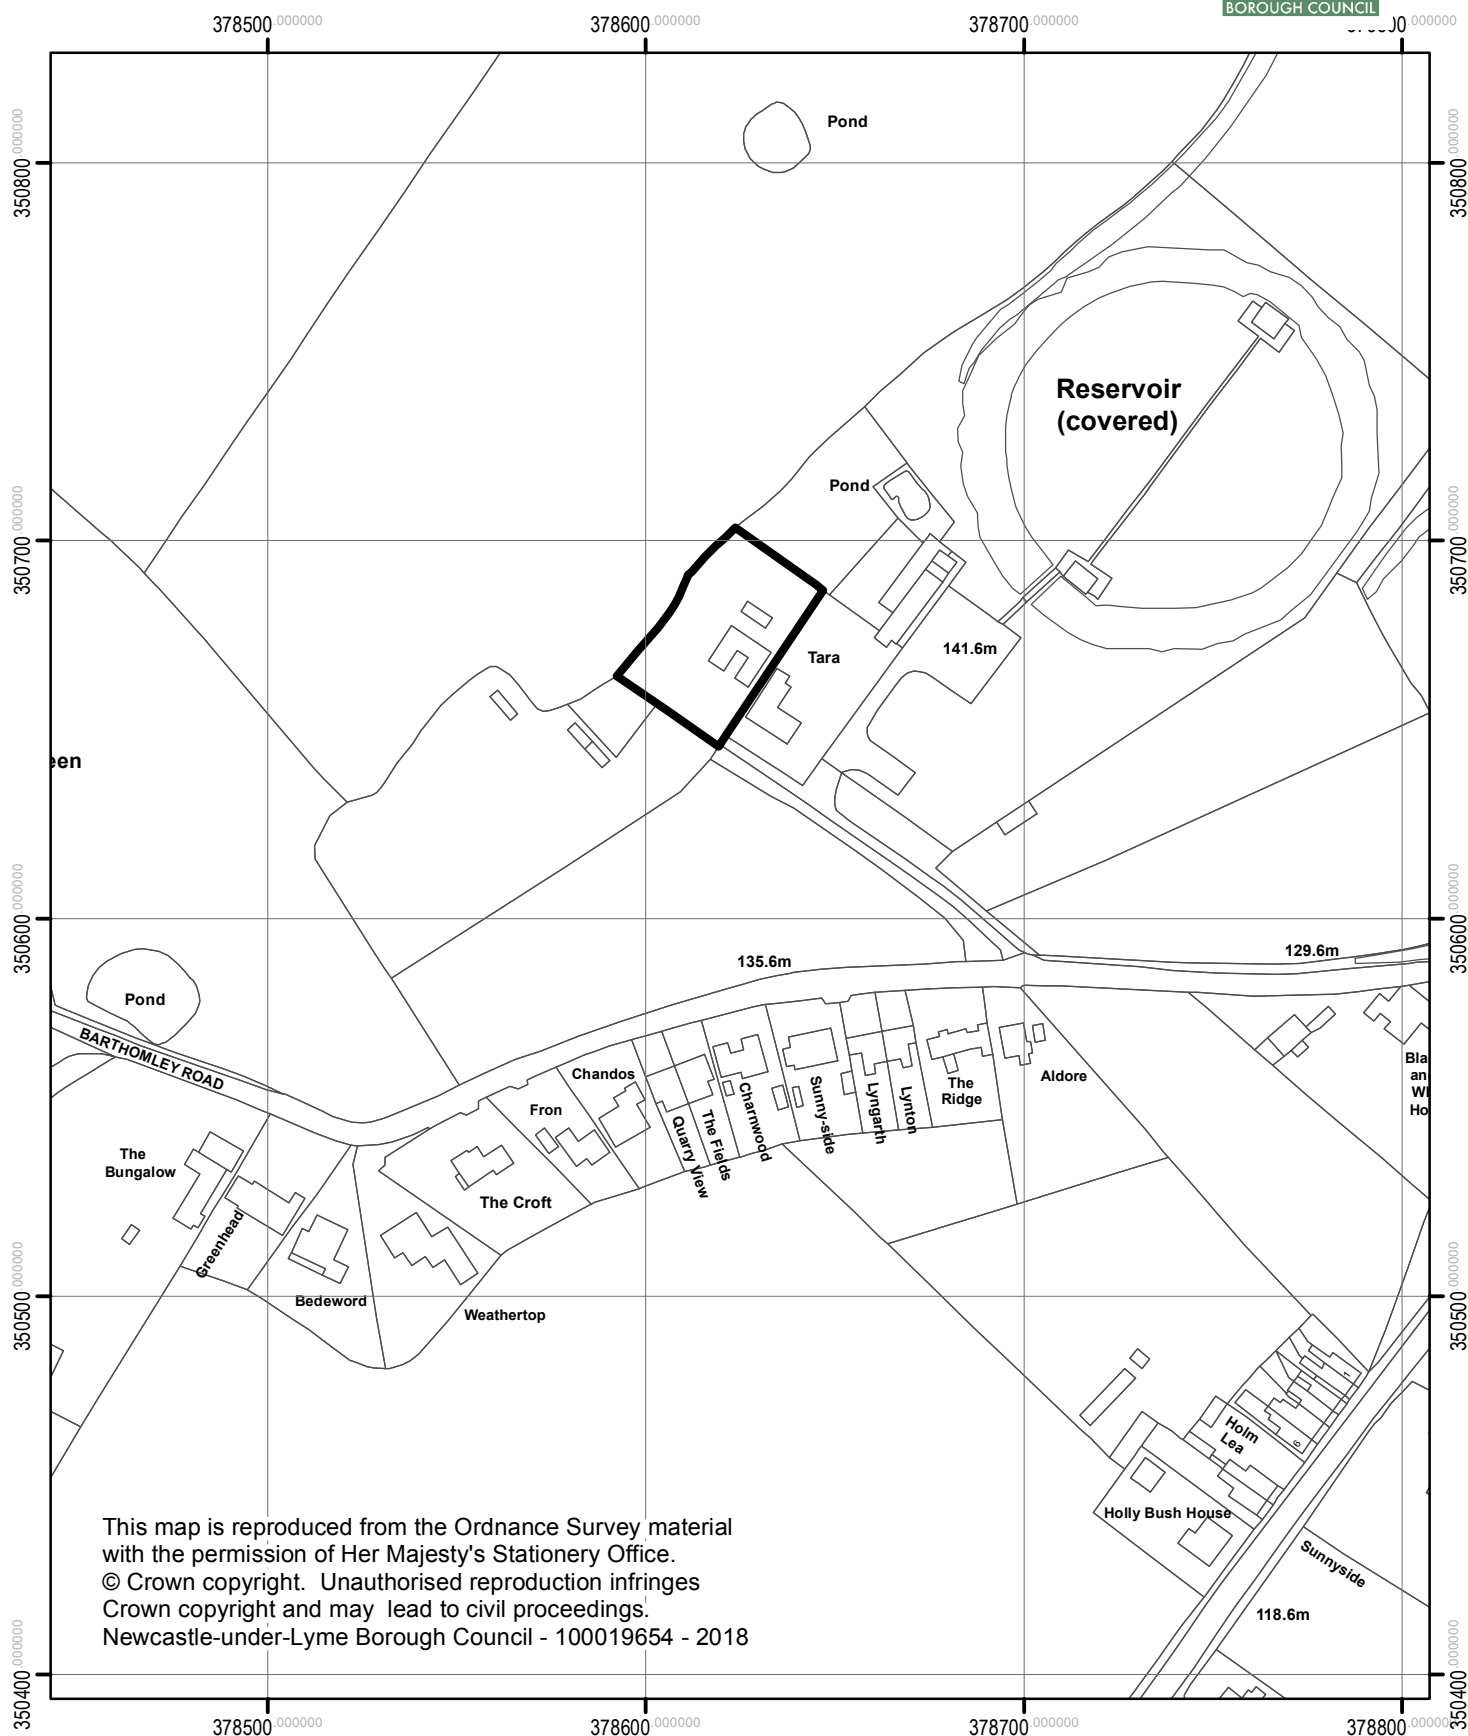 BOROUGH COUNCIL
378500.000000
378600.000000
378700.000000
350800.000000
350800.000000
Pond
Reservoir
(covered)
Pond
350700.000000
350700.000000
141.6m
Tara
een
350600.000000
350600.000000
135.6m
129.6m
Pond
BARTHOMLEY ROAD
Chandos
Fron
The
Bungalow
Greenhead
The Croft
Bedeword
Weathertop
Quarry View
The Fields
Charnwood
Sunny-side
Lyngarth
Lynton
The
Ridge
Aldore
Bla
an
Ho
350500.000000
350500.000000
1
6
Holm
Lea
Holly Bush House
Sunnyside
118.6m
This map is reproduced from the Ordnance Survey material
with the permission of Her Majesty's Stationery Office.
© Crown copyright. Unauthorised reproduction infringes
Crown copyright and may lead to civil proceedings.
Newcastle-under-Lyme Borough Council - 100019654 - 2018
350400.000000
350400.000000
378500.000000
378600.000000
378700.000000
378800.000000